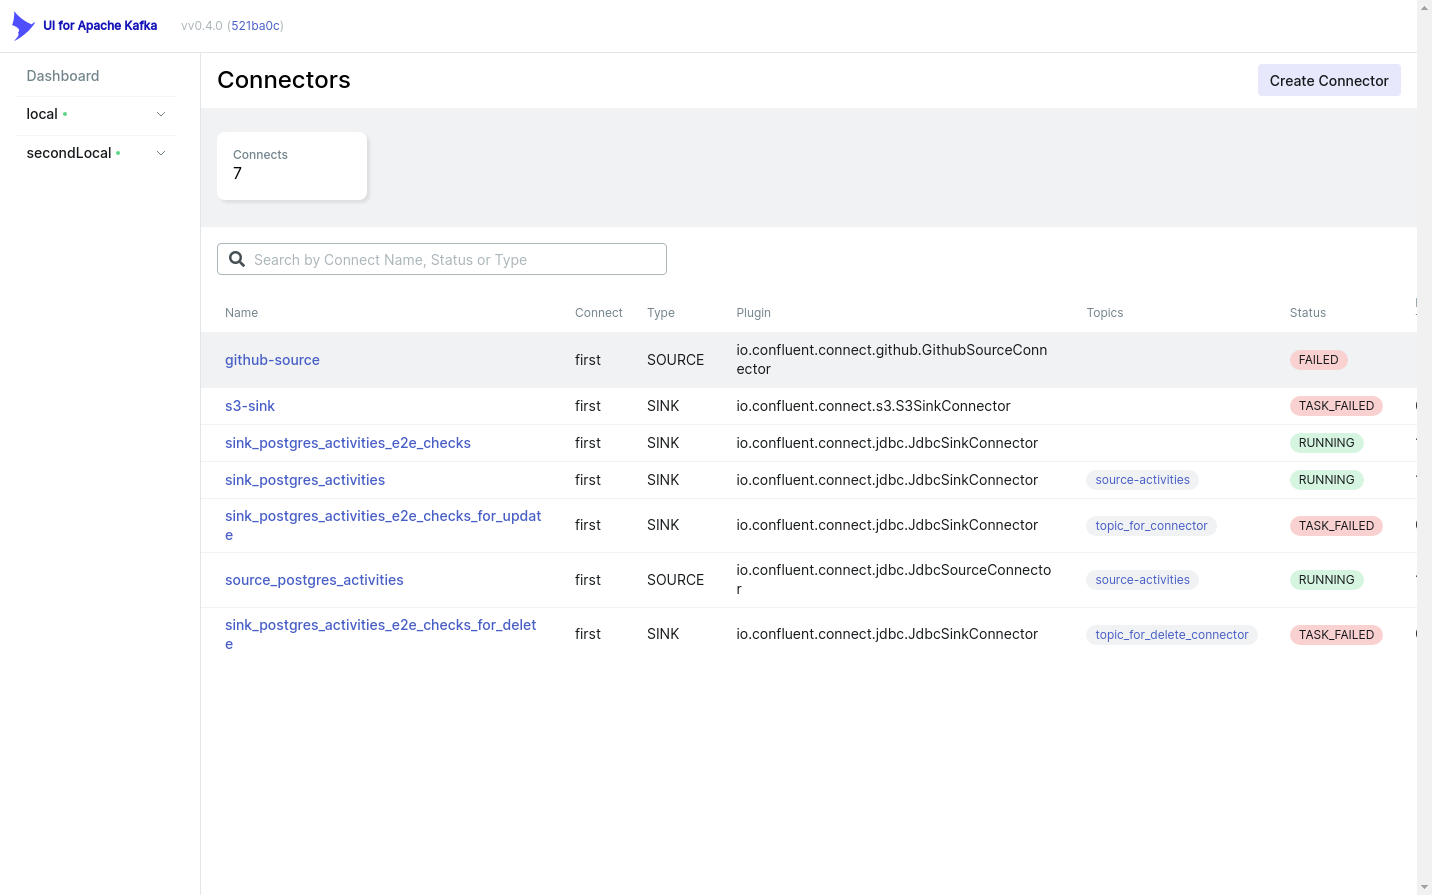 UI for Apache Kafka
vv0.4.0 (521ba0c)
Dashboard
local
secondLocal
Connectors
Create Connector
Connects
7
Search by Connect Name, Status or Type
Name Connect Type Plugin Topics Status
github-source first SOURCE io.confluent.connect.github.GithubSourceConn
ector FAILED
s3-sink first SINK io.confluent.connect.s3.S3SinkConnector TASK_FAILED
sink_postgres_activities_e2e_checks first SINK io.confluent.connect.jdbc.JdbcSinkConnector RUNNING
sink_postgres_activities first SINK io.confluent.connect.jdbc.JdbcSinkConnector source-activities RUNNING
sink_postgres_activities_e2e_checks_for_updat
e first SINK io.confluent.connect.jdbc.JdbcSinkConnector topic_for_connector TASK_FAILED
source_postgres_activities first SOURCE io.confluent.connect.jdbc.JdbcSourceConnecto
r source-activities RUNNING
sink_postgres_activities_e2e_checks_for_delet
e first SINK io.confluent.connect.jdbc.JdbcSinkConnector topic_for_delete_connector TASK_FAILED